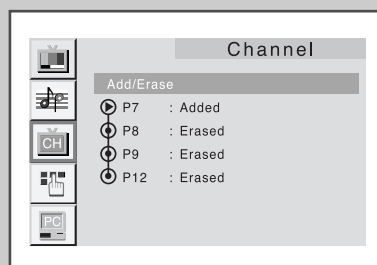 Channel
Add/Erase
P7 : Added
P8 : Erased
CH
P9 : Erased
P12 : Erased
PC